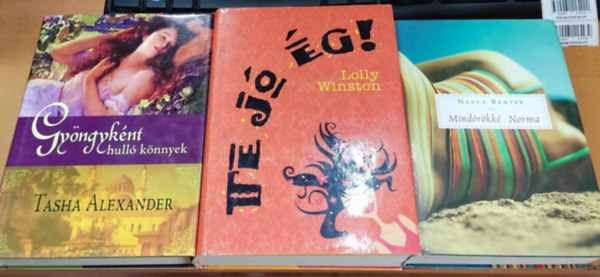 Gyöngyként
hulló könnyek
TASHA ALEXANDER
TE JÓ ÉG!
Lolly
Winston
NANCY BAXTER
Mindörökké Norma